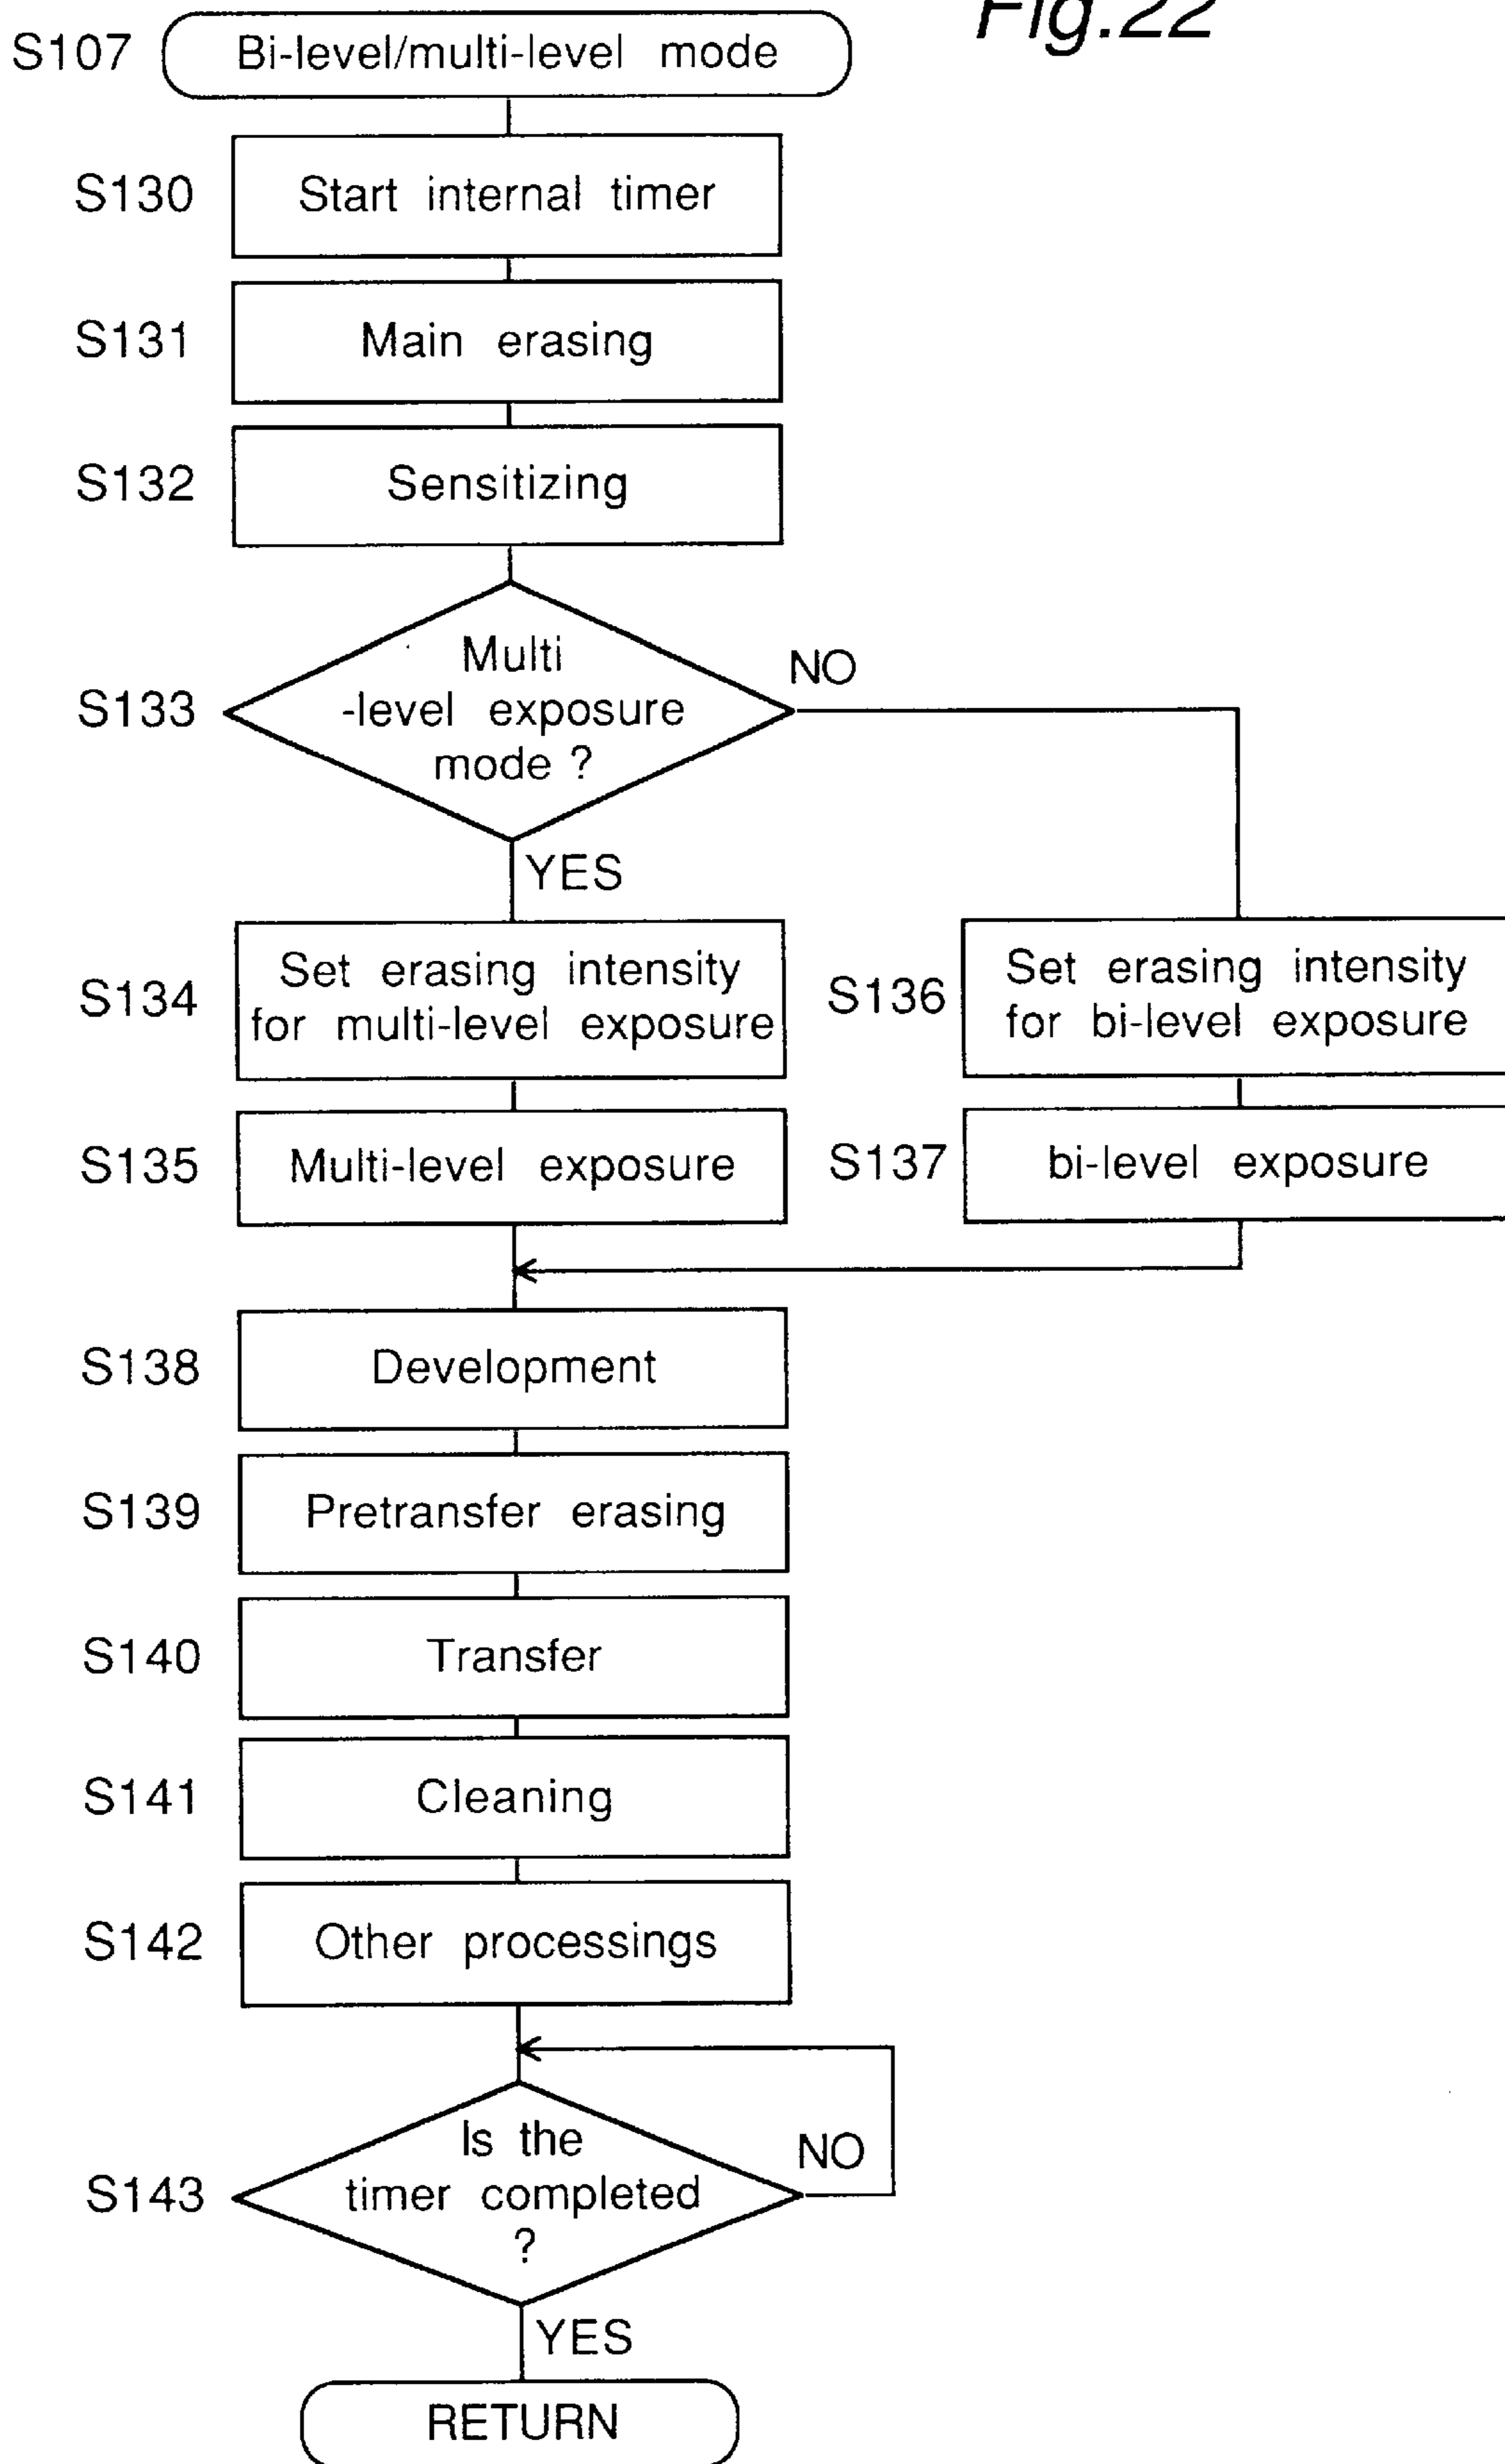 Fig.22
S107 Bi-level/multi-level mode
S130 Start internal timer
S131 Main erasing
S132 Sensitizing
Multi
S133 -level exposure
mode ?
NO
YES
S134 Set erasing intensity
for multi-level exposure
S136 Set erasing intensity
for bi-level exposure
S135 Multi-level exposure
S137 bi-level exposure
S138 Development
S139 Pretransfer erasing
S140 Transfer
S141 Cleaning
S142 Other processings
Is the
S143 timer completed
?
NO
YES
RETURN